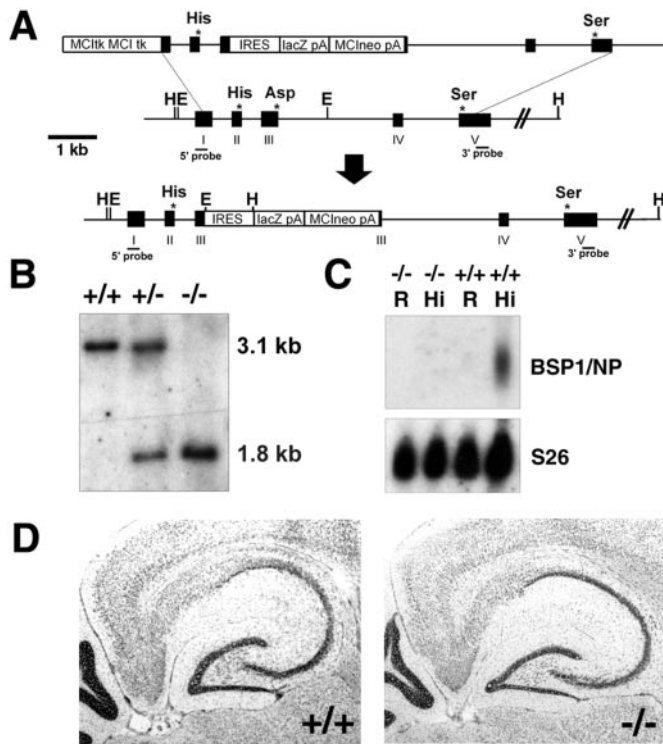 A
His
Ser
*
*
MCItk MCI tk
IRES
lacZ pA
MCIneo pA
HE
His
Asp
E
Ser
H
*
*
*
1 kb
I
II
III
IV
V
5' probe
3' probe
HE
His
E
H
Ser
H
*
*
IRES
lacZ pA
MCIneo pA
I
II
III
III
IV
V
5' probe
3' probe
B
+/+ +/- -/-
3.1 kb
1.8 kb
C
-/- -/- +/+ +/+
R Hi R Hi
BSP1/NP
S26
D
+/+
-/-